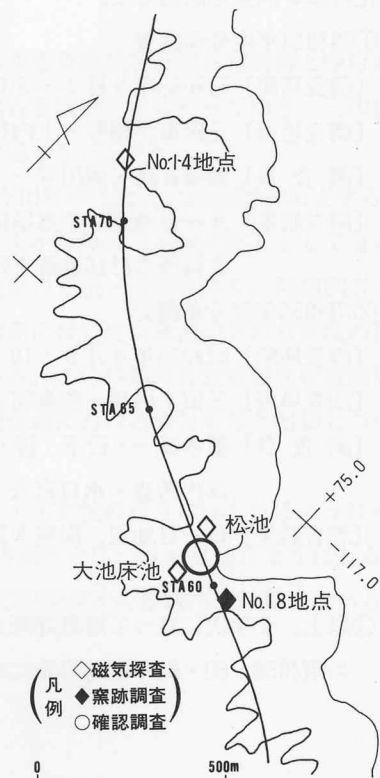 No.14地点
STA70
STA65
+75.0
-117.0
松池
大池床池
STA60
No.18地点
凡例
◇磁気探査
◆窯跡調査
○確認調査
0 500m